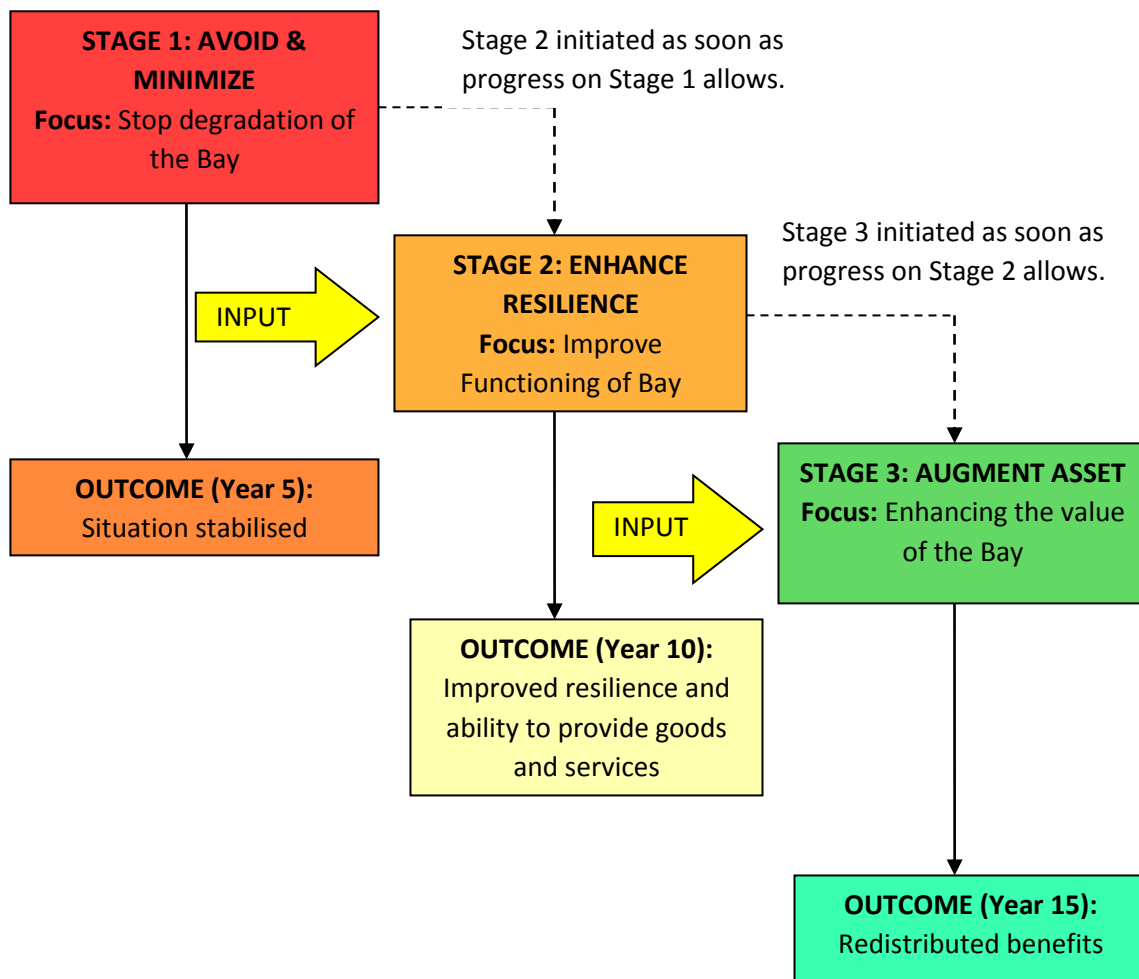 STAGE 1: AVOID &
MINIMIZE
Focus: Stop degradation of
the Bay
Stage 2 initiated as soon as
progress on Stage 1 allows.
INPUT
STAGE 2: ENHANCE
RESILIENCE
Focus: Improve
Functioning of Bay
Stage 3 initiated as soon as
progress on Stage 2 allows.
OUTCOME (Year 5):
Situation stabilised
INPUT
STAGE 3: AUGMENT ASSET
Focus: Enhancing the value
of the Bay
OUTCOME (Year 10):
Improved resilience and
ability to provide goods
and services
OUTCOME (Year 15):
Redistributed benefits